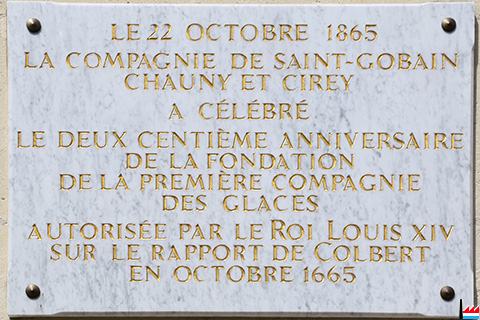 LE 22 OCTOBRE 1865
LA COMPAGNIE DE SAINT-GOBAIN
CHAUNY ET CIREY
A CÉLÉBRÉ
LE DEUX CENTIÈME ANNIVERSAIRE
DE LA FONDATION
DE LA PREMIÈRE COMPAGNIE
DES GLACES
AUTORISÉE PAR LE ROI LOUIS XIV
SUR LE RAPPORT DE COLBERT
EN OCTOBRE 1665